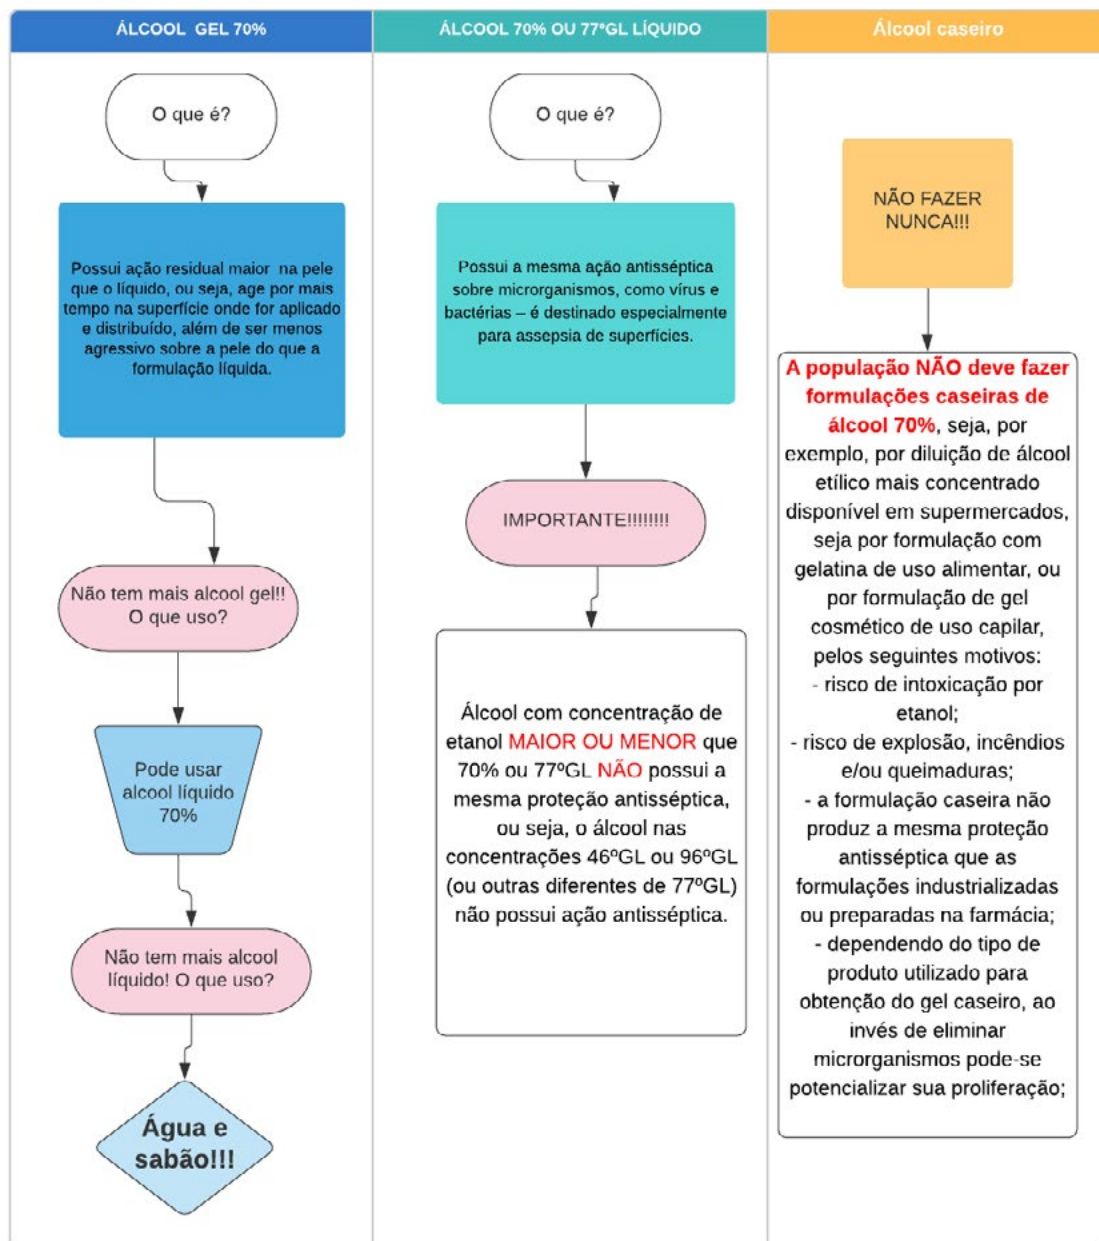 ÁLCOOL  GEL 70%
O que é?
Possui ação residual maior  na pele
que o líquido, ou seja, age por mais
tempo na superfície onde for aplicado
e distribuído, além de ser menos
agressivo sobre a pele do que a
formulação líquida.
Não tem mais alcool gel!!
O que uso?
Pode usar
alcool líquido
70%
Não tem mais alcool
líquido! O que uso?
Água e
sabão!!!
ÁLCOOL 70% OU 77ºGL LÍQUIDO
O que é?
Possui a mesma ação antisséptica
sobre microrganismos, como vírus e
bactérias – é destinado especialmente
para assepsia de superfícies.
IMPORTANTE!!!!!!!!
Álcool com concentração de
etanol MAIOR OU MENOR que
70% ou 77ºGL NÃO possui a
mesma proteção antisséptica,
ou seja, o álcool nas
concentrações 46ºGL ou 96ºGL
(ou outras diferentes de 77ºGL)
não possui ação antisséptica.
Álcool caseiro
NÃO FAZER
NUNCA!!!
A população NÃO deve fazer
formulações caseiras de
álcool 70%, seja, por
exemplo, por diluição de álcool
etílico mais concentrado
disponível em supermercados,
seja por formulação com
gelatina de uso alimentar, ou
por formulação de gel
cosmético de uso capilar,
pelos seguintes motivos:
- risco de intoxicação por
etanol;
- risco de explosão, incêndios
e/ou queimaduras;
- a formulação caseira não
produz a mesma proteção
antisséptica que as
formulações industrializadas
ou preparadas na farmácia;
- dependendo do tipo de
produto utilizado para
obtenção do gel caseiro, ao
invés de eliminar
microrganismos pode-se
potencializar sua proliferação;